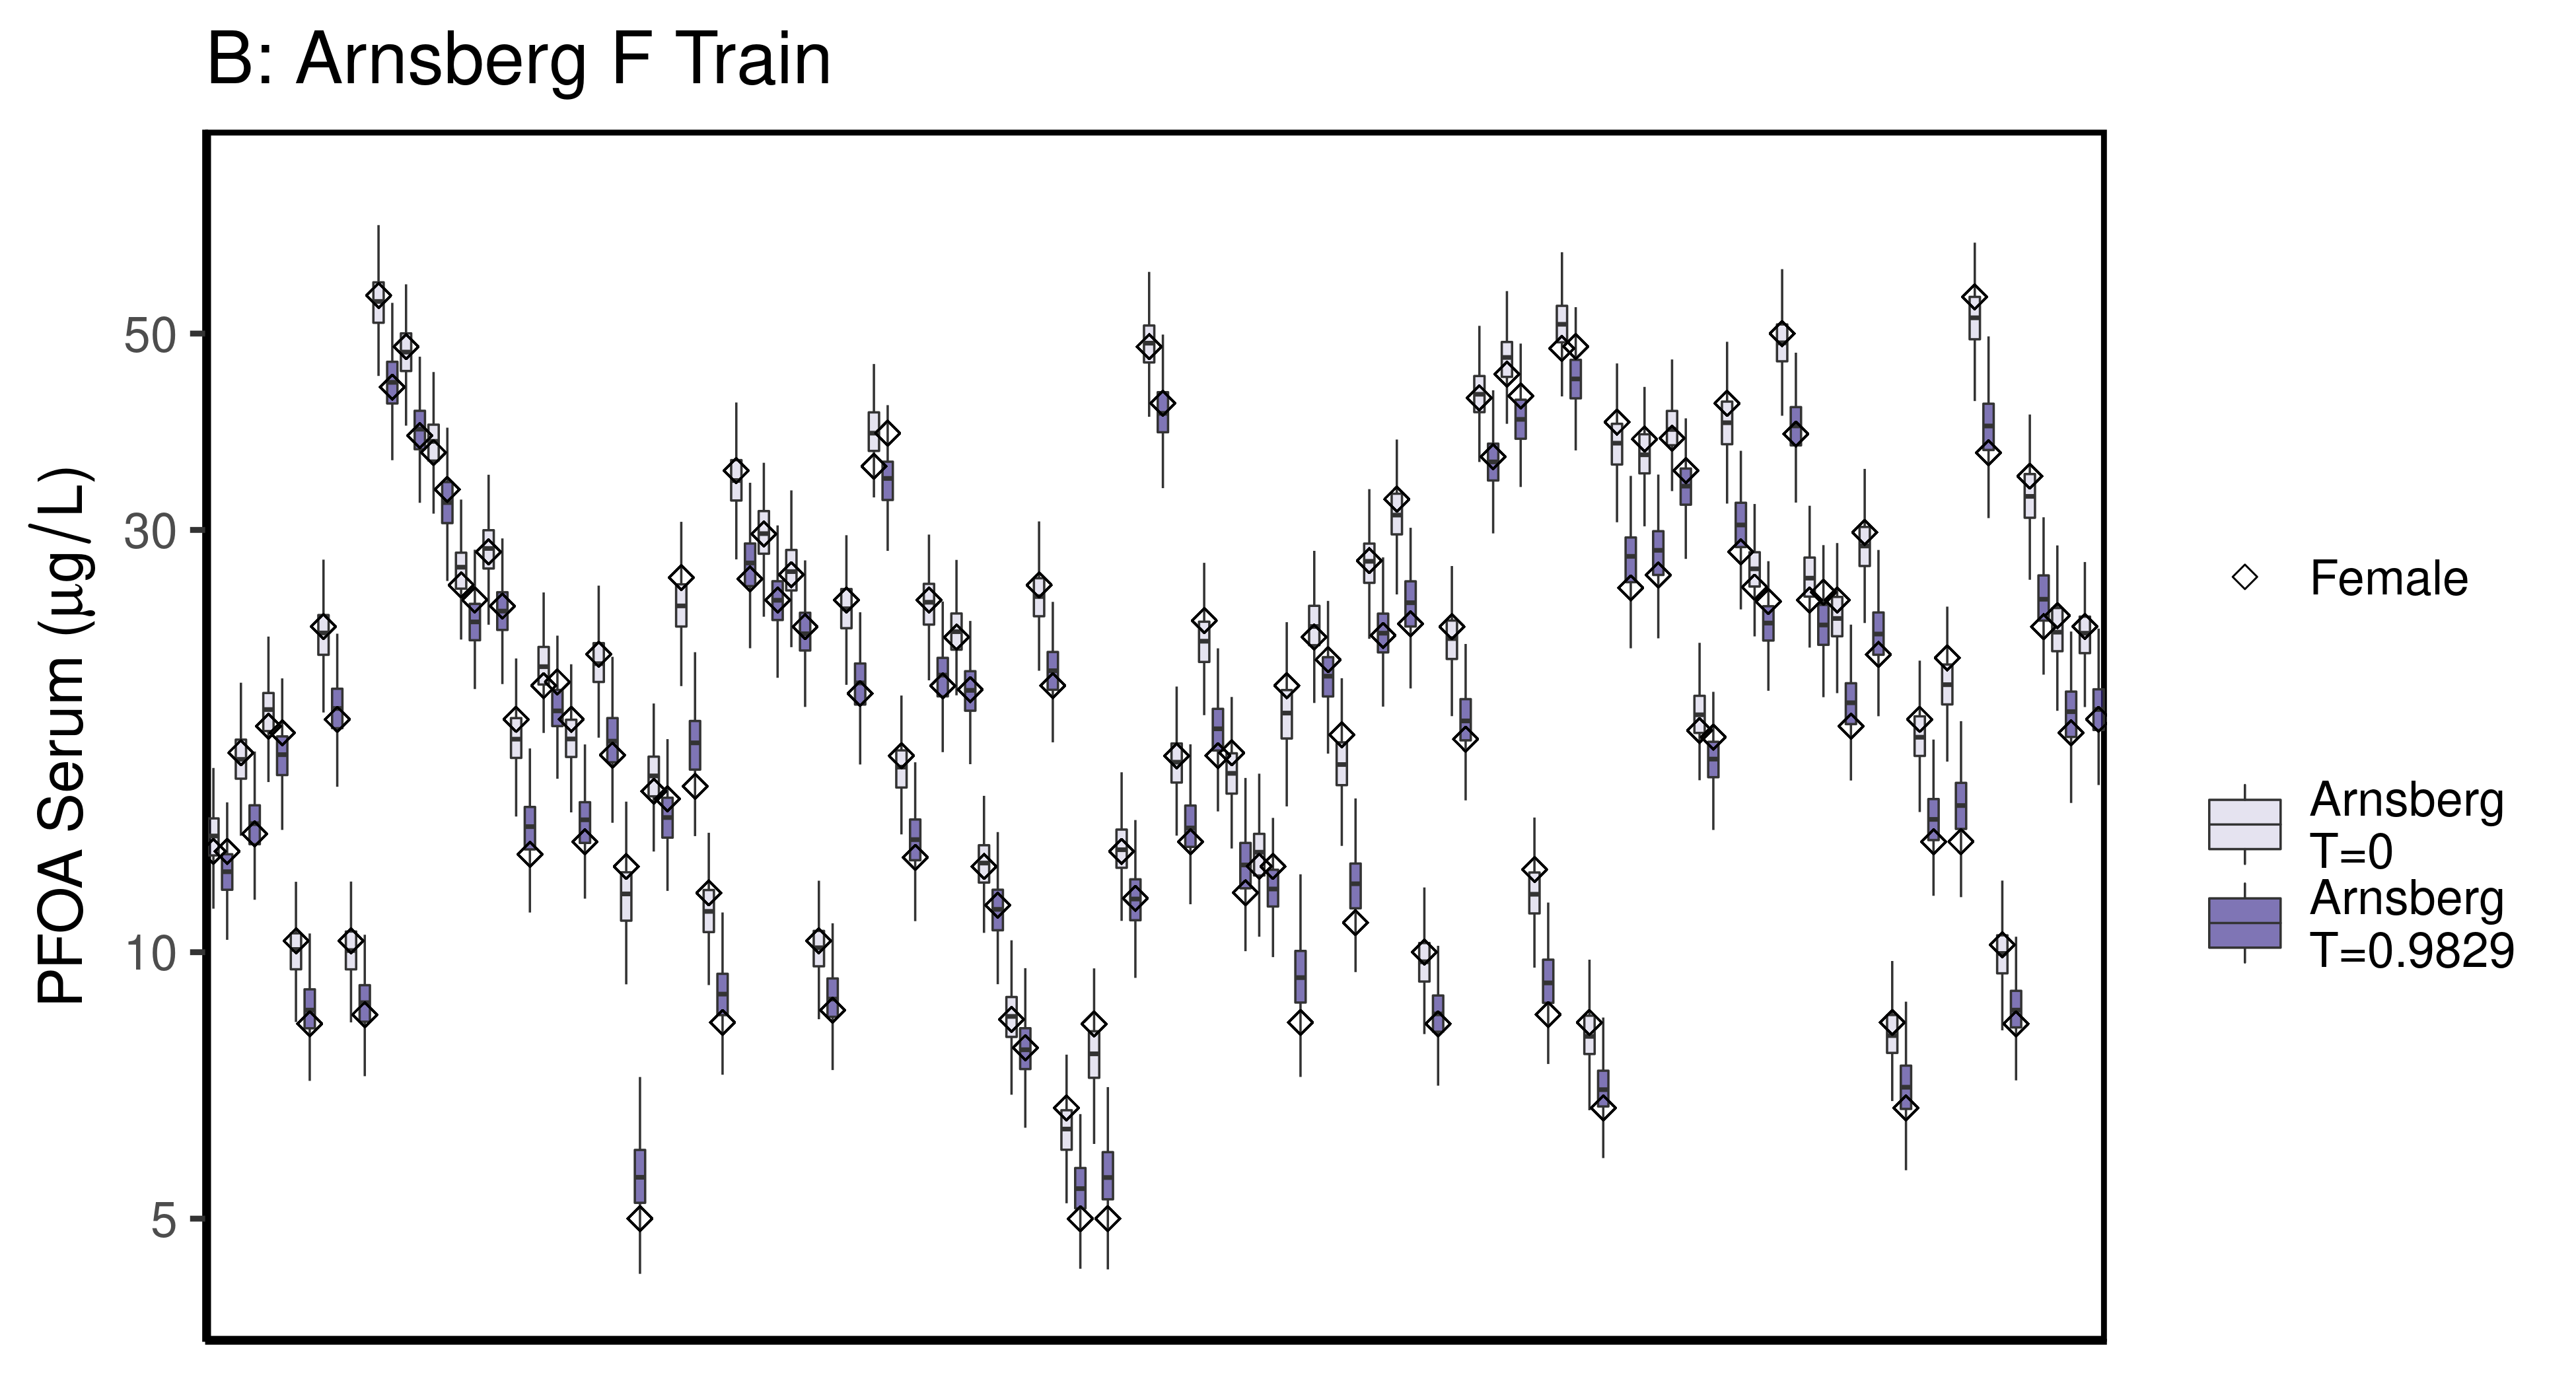 B: Arnsberg F Train
PFOA Serum (μg/L)
50
30
10
5
Female
Arnsberg
T=0
Arnsberg
T=0.9829